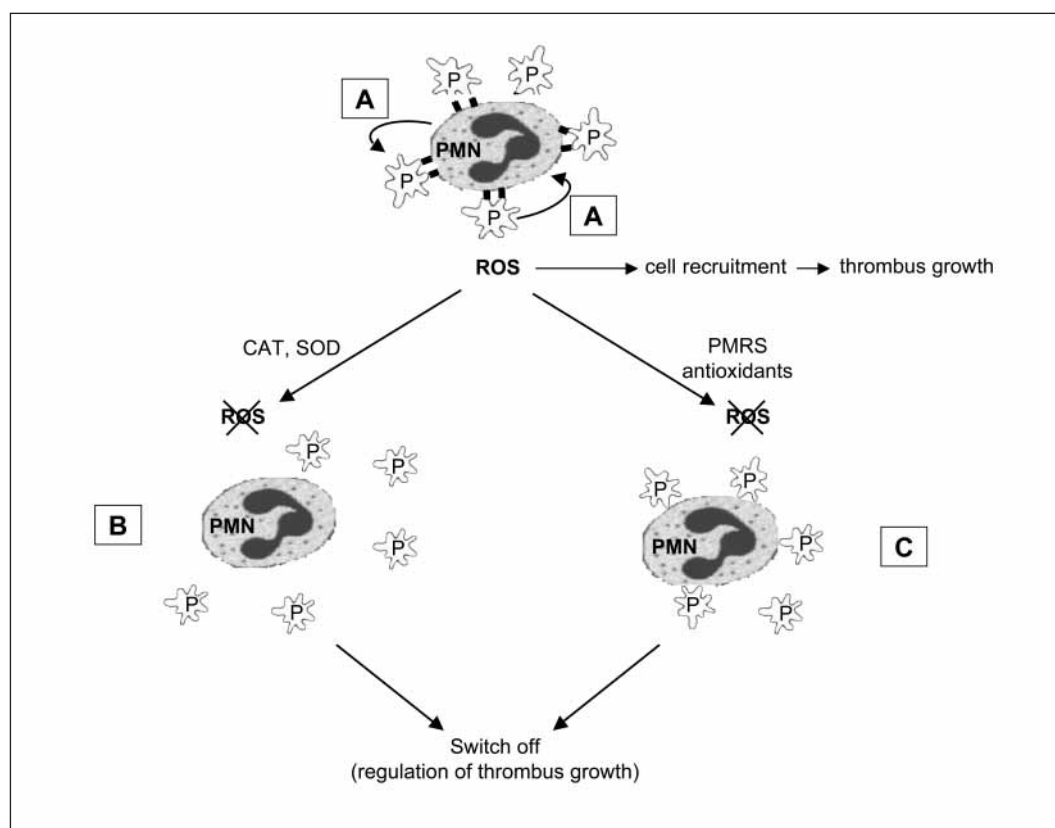 P
P
A
PMN
P
P
P
A
ROS
cell recruitment
thrombus growth
CAT, SOD
PMRS
antioxidants
ROS
ROS
P
P
P
P
B
PMN
P
PMN
P
C
P
P
P
P
Switch off
(regulation of thrombus growth)